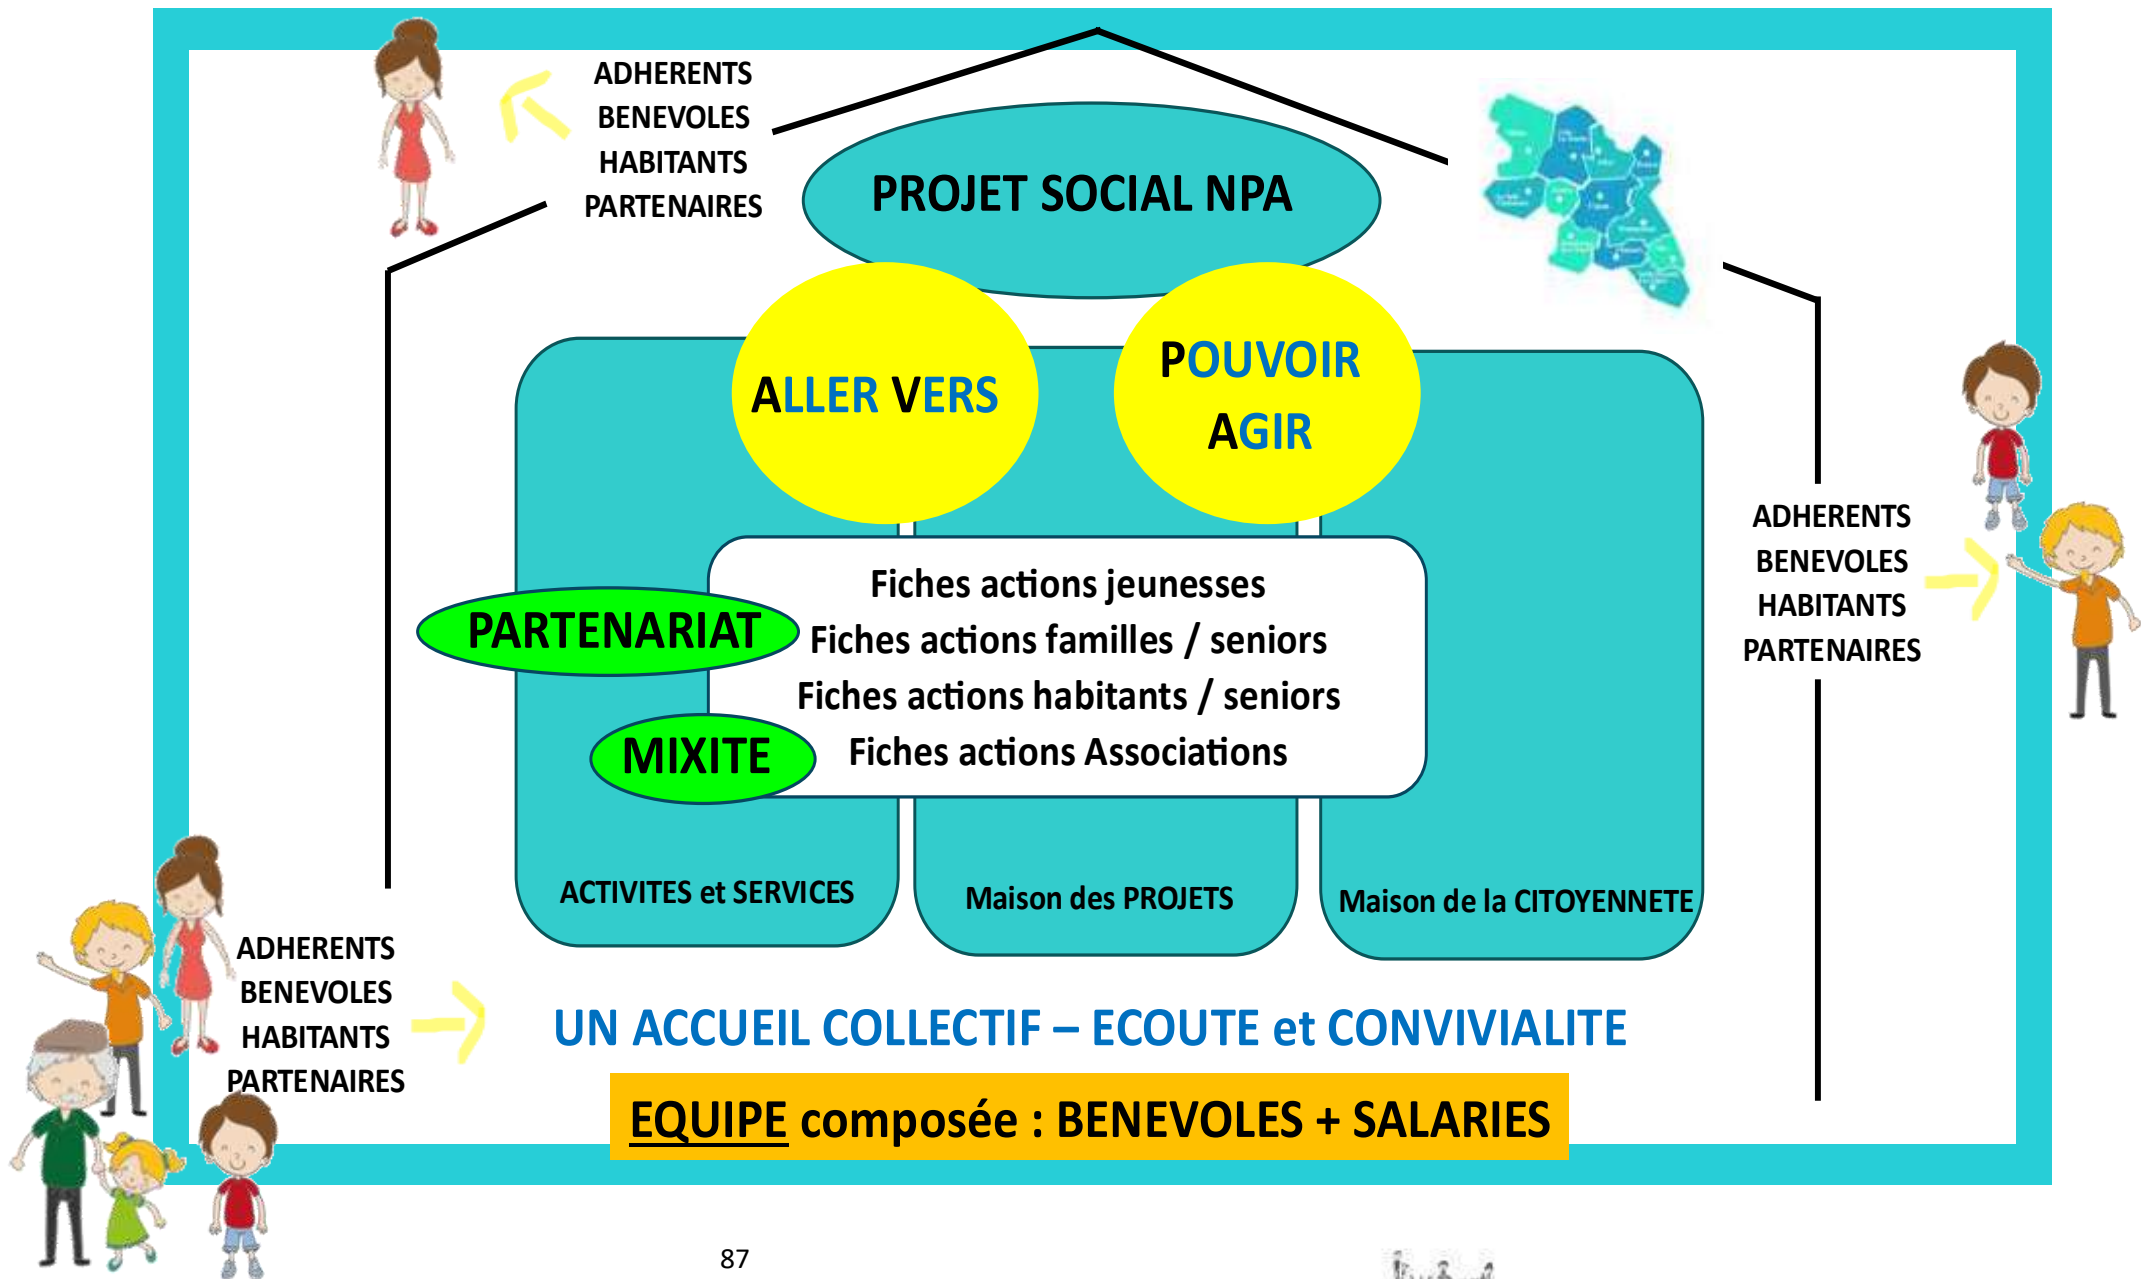 ADHERENTS
BENEVOLES
HABITANTS
PARTENAIRES
PROJET SOCIAL NPA
ALLER VERS
POUVOIR
AGIR
ADHERENTS
BENEVOLES
HABITANTS
PARTENAIRES
Fiches actions jeunesses
Fiches actions familles / seniors
Fiches actions habitants / seniors
Fiches actions Associations
PARTENARIAT
MIXITE
ACTIVITES et SERVICES
Maison des PROJETS
Maison de la CITOYENNETE
ADHERENTS
BENEVOLES
HABITANTS
PARTENAIRES
UN ACCUEIL COLLECTIF – ECOUTE et CONVIVIALITE
EQUIPE composée : BENEVOLES + SALARIES
87